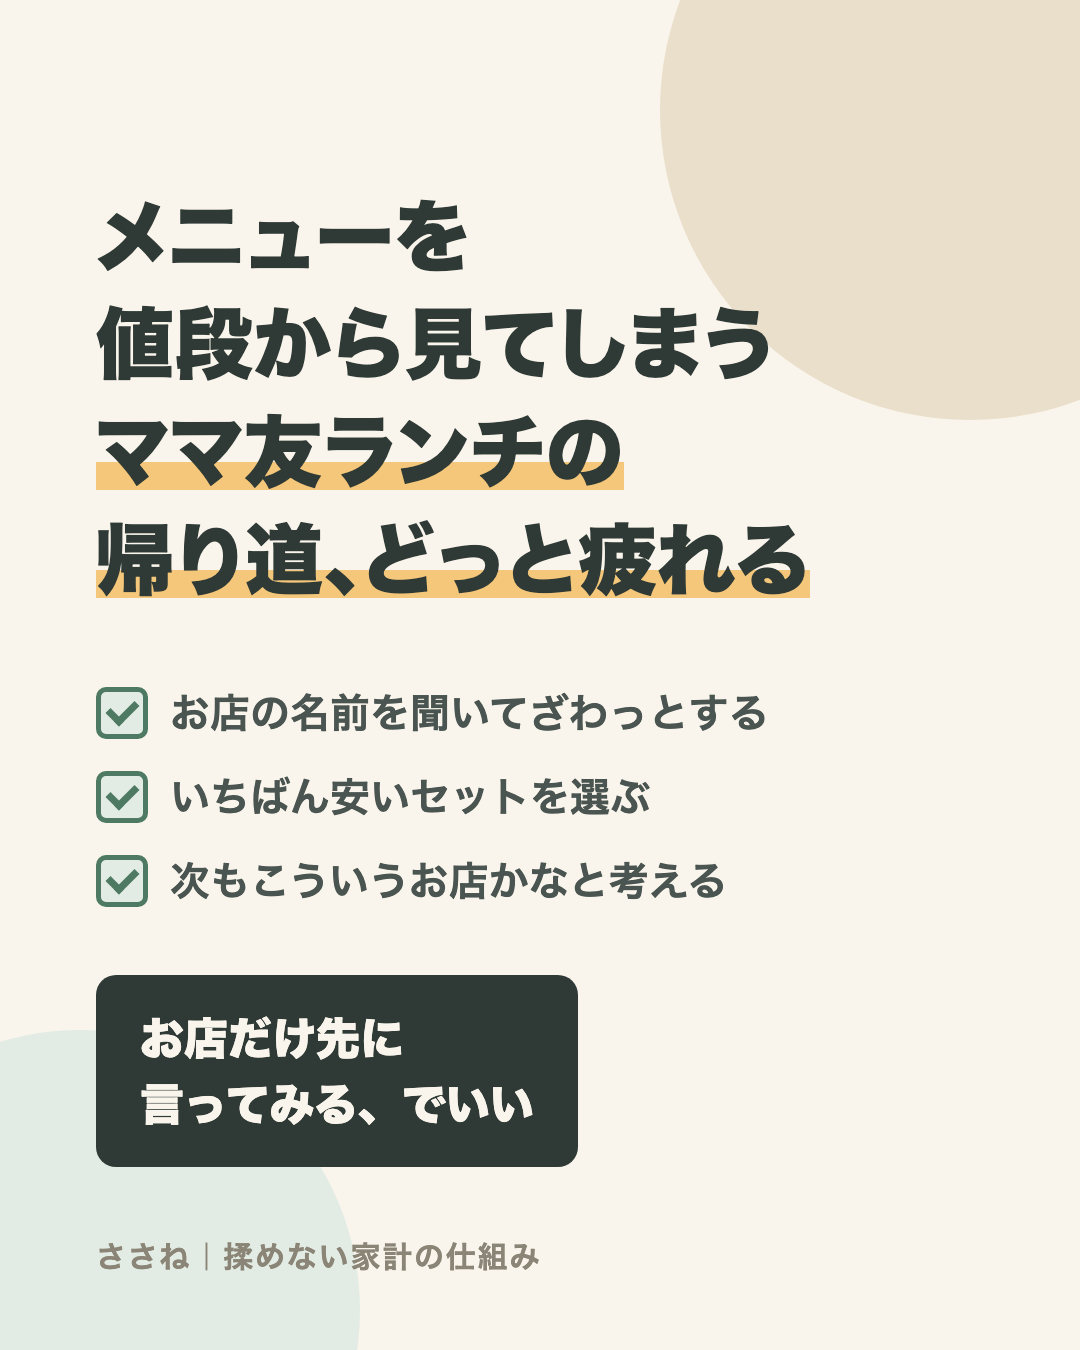 メニューを
値段から見てしまう
ママ友ランチの
帰り道、どっと疲れる
お店の名前を聞いてざわっとする
いちばん安いセットを選ぶ
次もこういうお店かなと考える
お店だけ先に
言ってみる、でいい
ささね｜揉めない家計の仕組み